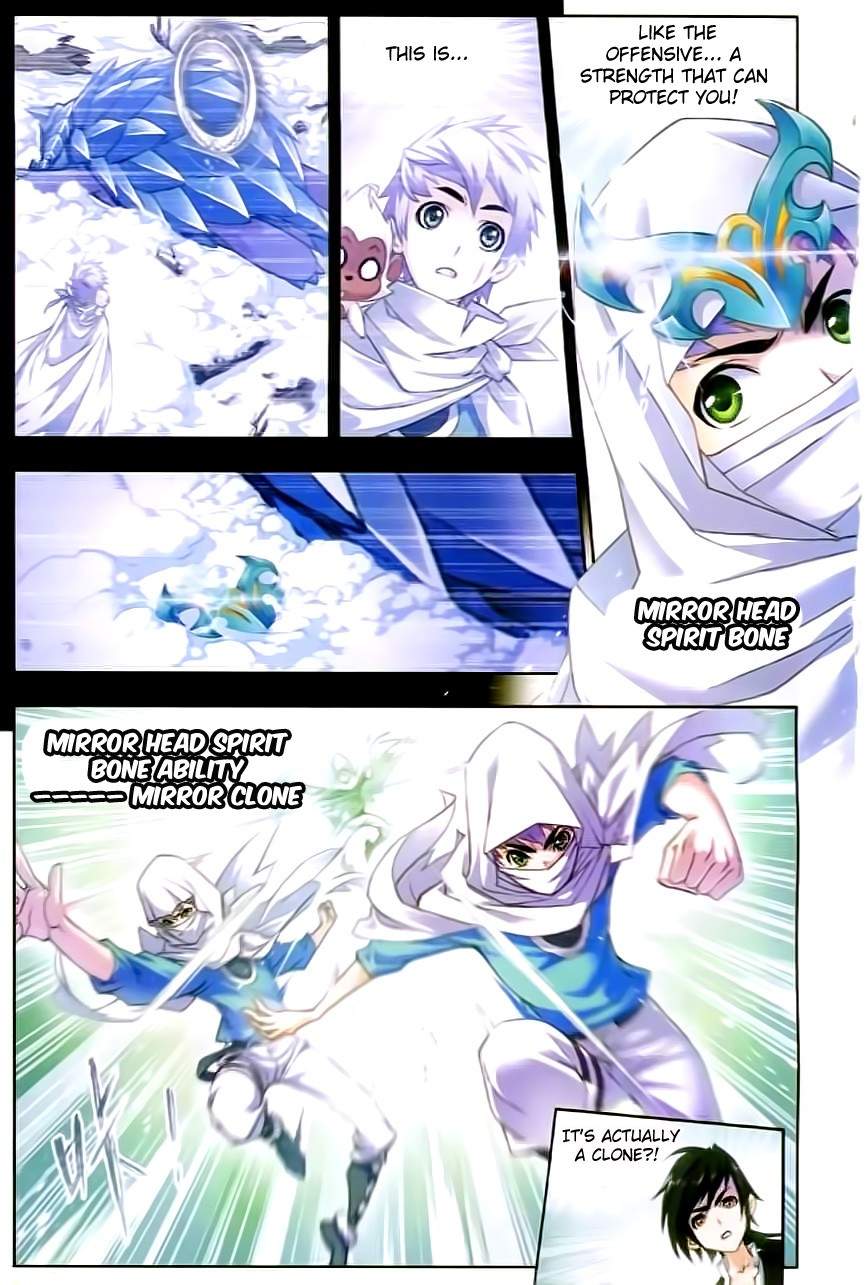 THIS IS...
LIKE THE
OFFENSIVE... A
STRENGTH THAT CAN
PROTECT YOU!
MIRROR HEAD
SPIRIT BONE
MIRROR HEAD SPIRIT
BONE ABILITY
----- MIRROR CLONE
IT'S ACTUALLY
A CLONE?!